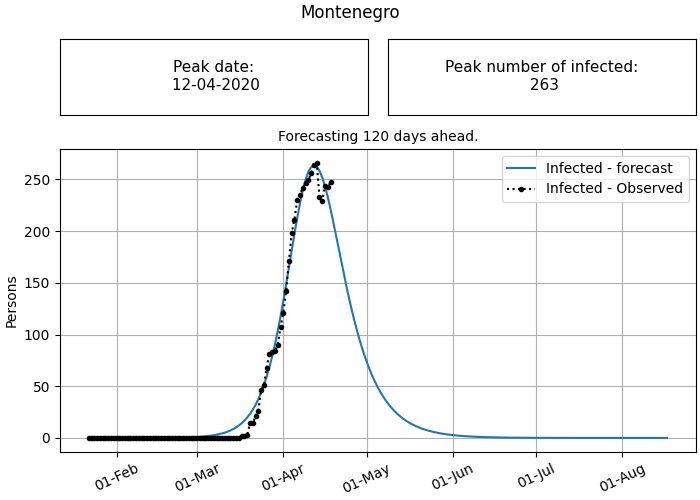 Montenegro
Peak date:
12-04-2020
Peak number of infected:
263
Forecasting 120 days ahead.
Infected - forecast
Infected - Observed
Persons
250
200
150
100
50
0
01-Feb
01-Mar
01-Apr
01-May
01-Jun
01-Jul
01-Aug